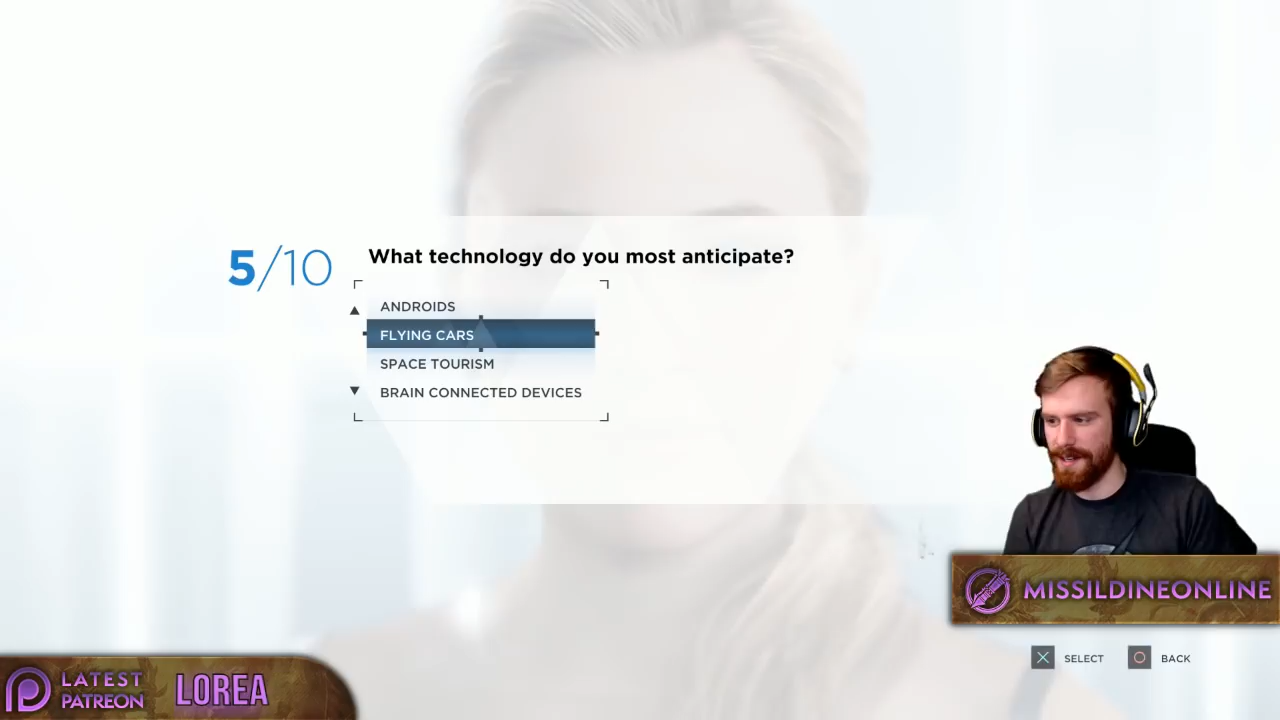 5/10
What technology do you most anticipate?
ANDROIDS
FLYING CARS
SPACE TOURISM
BRAIN CONNECTED DEVICES
MISSILDINEONLINE
SELECT
BACK
LATEST
PATREON
LOREA